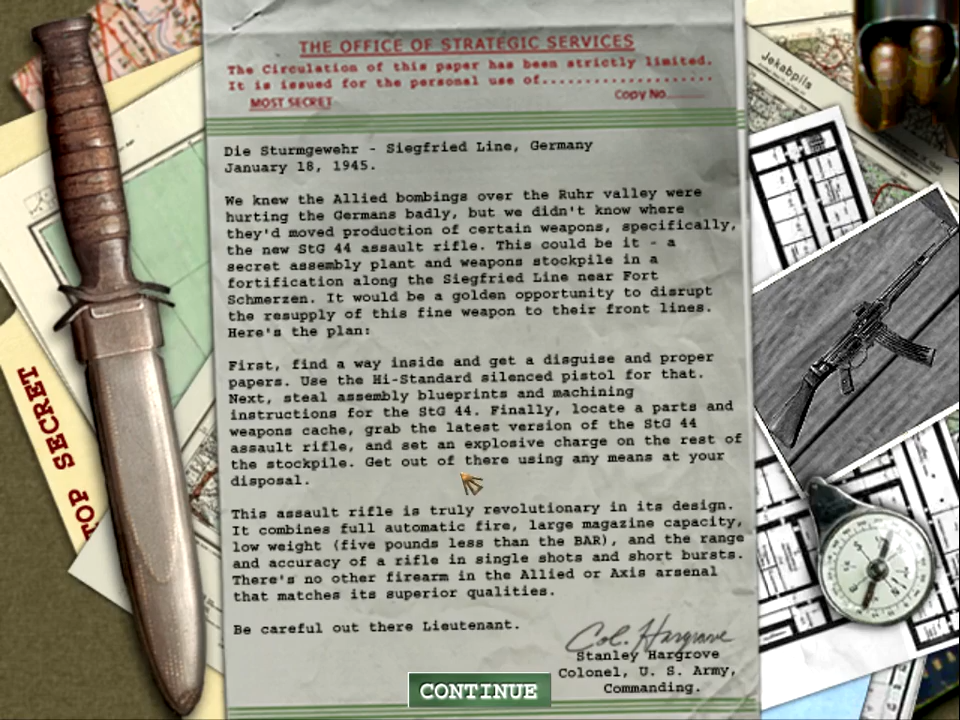 THE OFFICE OF STRATEGIC SERVICES
The Circulation of this paper has been strictly limited.
It is issued for the personal use of......................
MOST SECRET
Copy No.......
Die Sturmgewehr - Siegfried Line, Germany
January 18, 1945.
We knew the Allied bombings over the Ruhr valley were
hurting the Germans badly, but we didn't know where
they'd moved production of certain weapons, specifically,
the new StG 44 assault rifle. This could be it - a
secret assembly plant and weapons stockpile in a
fortification along the Siegfried Line near Fort
Schmerzen. It would be a golden opportunity to disrupt
the resupply of this fine weapon to their front lines.
Here's the plan:
First, find a way inside and get a disguise and proper
papers. Use the Hi-Standard silenced pistol for that.
Next, steal assembly blueprints and machining
instructions for the StG 44. Finally, locate a parts and
weapons cache, grab the latest version of the StG 44
assault rifle, and set an explosive charge on the rest of
the stockpile. Get out of there using any means at your
disposal.
This assault rifle is truly revolutionary in its design.
It combines full automatic fire, large magazine capacity,
low weight (five pounds less than the BAR), and the range
and accuracy of a rifle in single shots and short bursts.
There's no other firearm in the Allied or Axis arsenal
that matches its superior qualities.
Be careful out there Lieutenant.
Col. Hargrove
Stanley Hargrove
Colonel, U. S. Army,
Commanding.
CONTINUE
TOP SECRET
Jekabpils